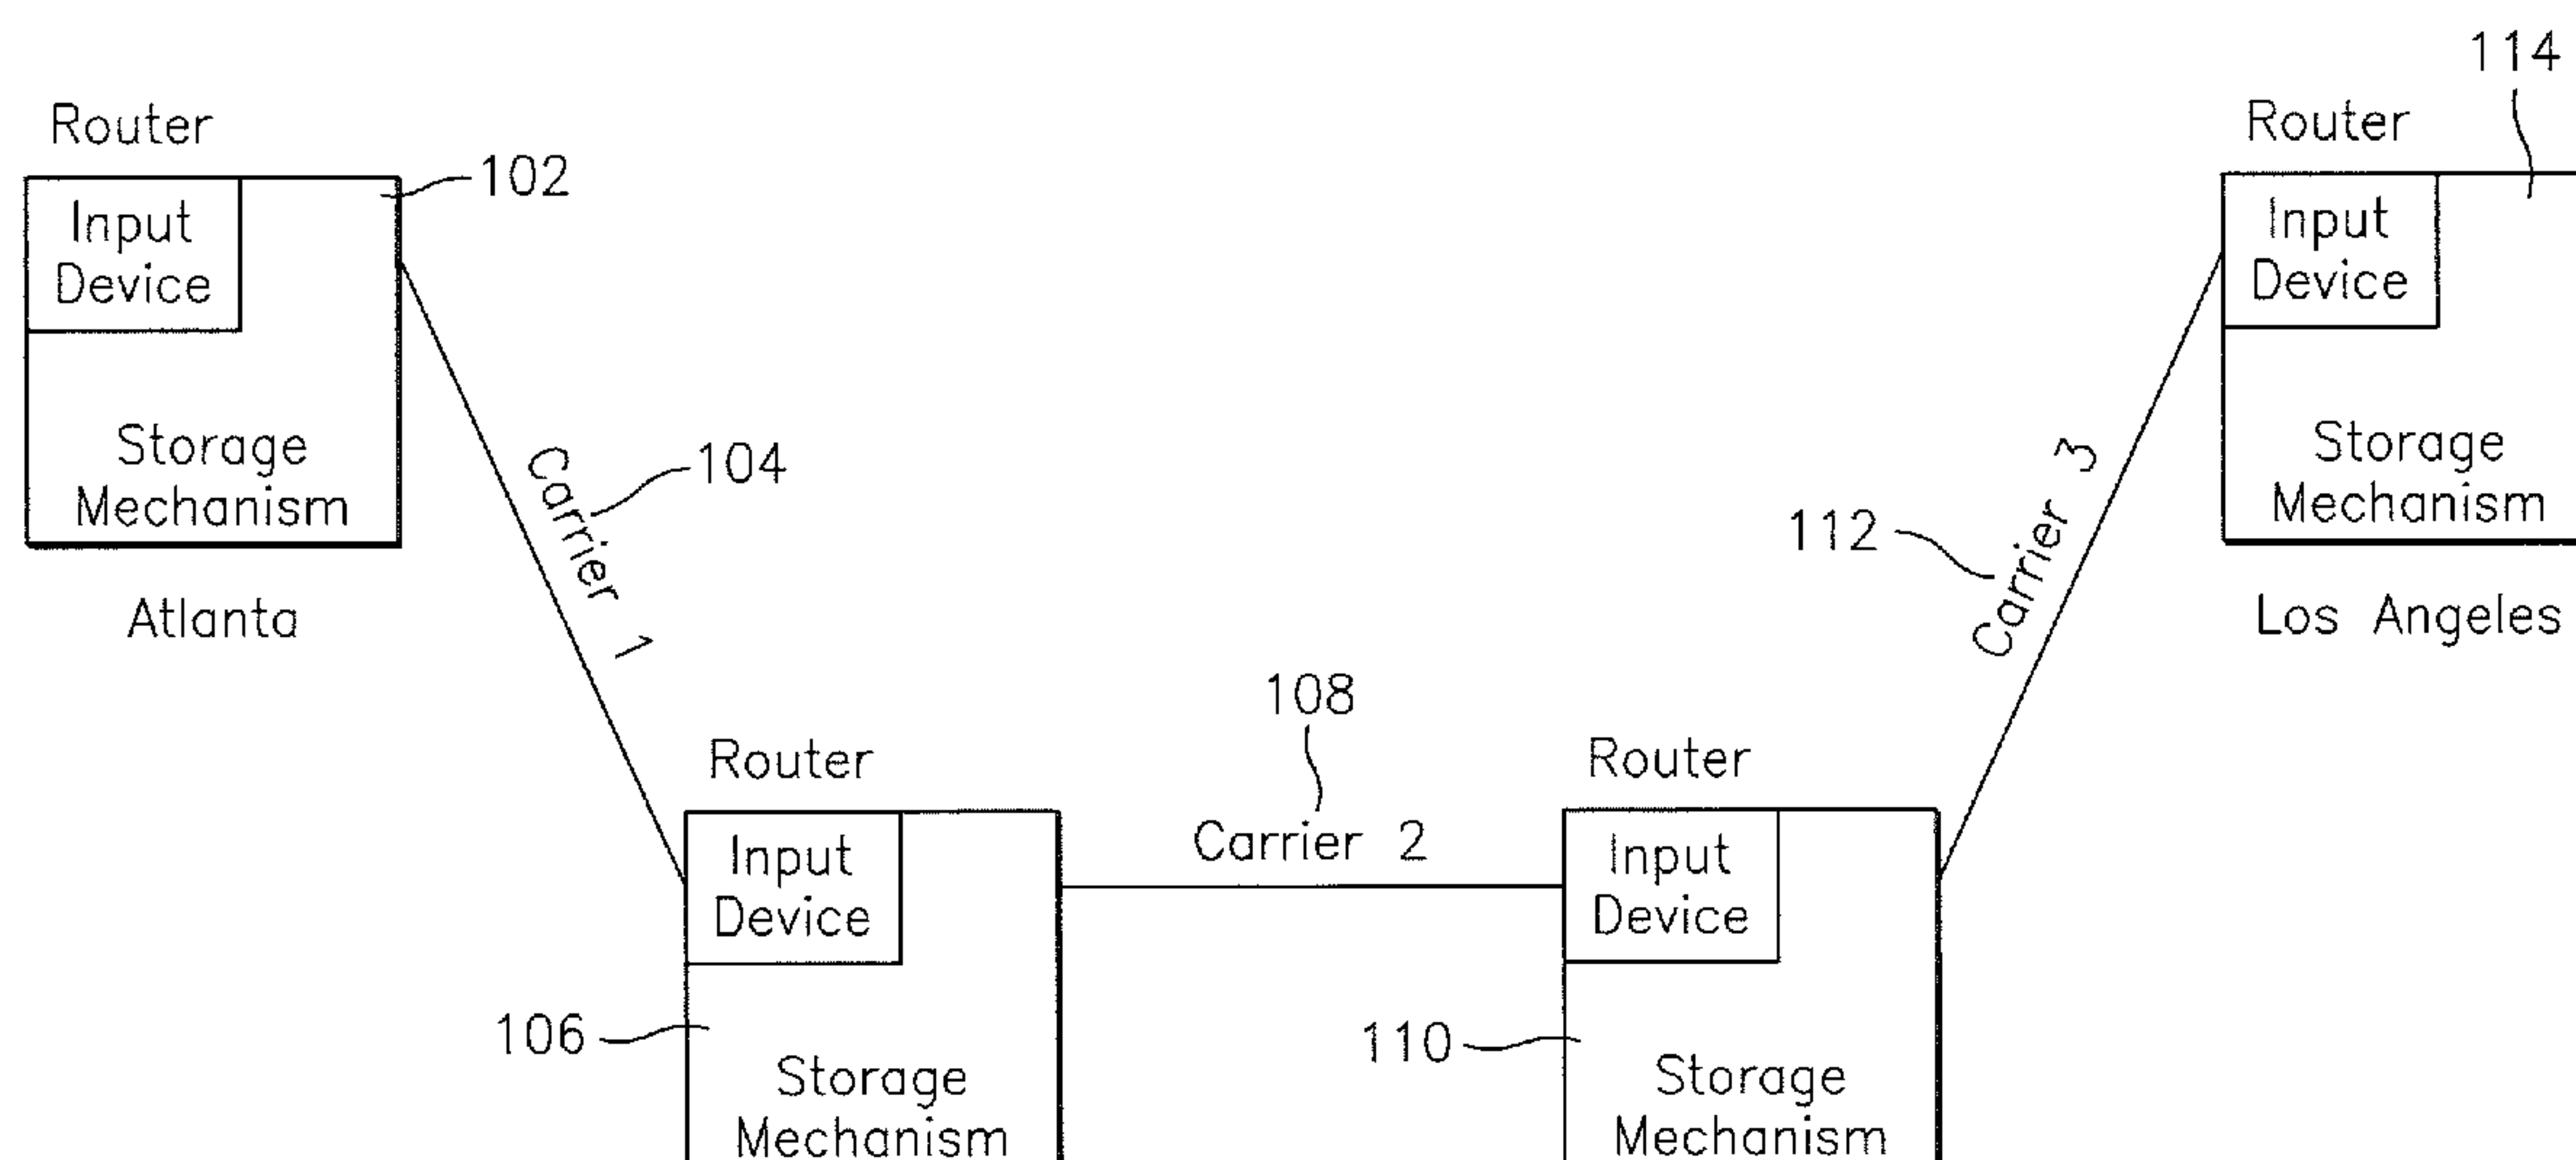 114
Router
Router
102
Input
Device
Input
Device
Storage
Mechanism
Storage
Mechanism
Carrier 1
104
Carrier 3
112
Atlanta
Los Angeles
108
Router
Router
Carrier 2
Input
Device
Input
Device
106
110
Storage
Mechanism
Storage
Mechanism